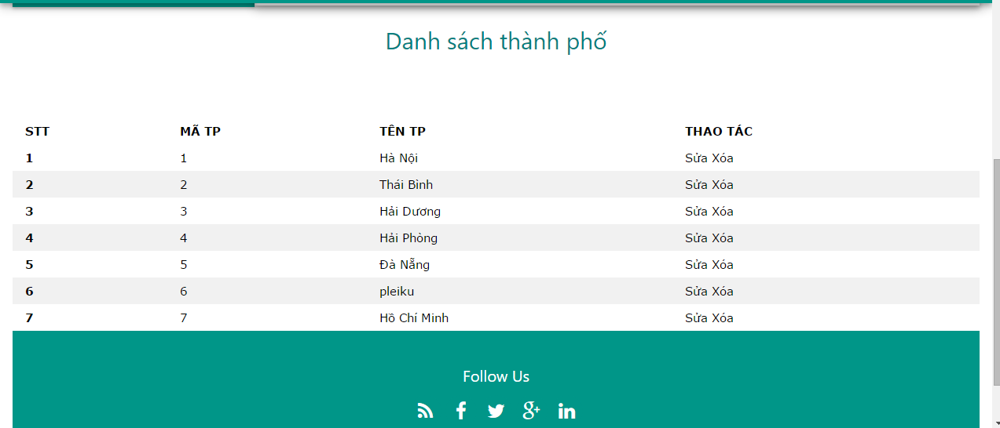 Danh sách thành phố
STT MÃ TP TÊN TP THAO TÁC
1 1 Hà Nội Sửa Xóa
2 2 Thái Bình Sửa Xóa
3 3 Hải Dương Sửa Xóa
4 4 Hải Phòng Sửa Xóa
5 5 Đà Nẵng Sửa Xóa
6 6 pleiku Sửa Xóa
7 7 Hồ Chí Minh Sửa Xóa
Follow Us